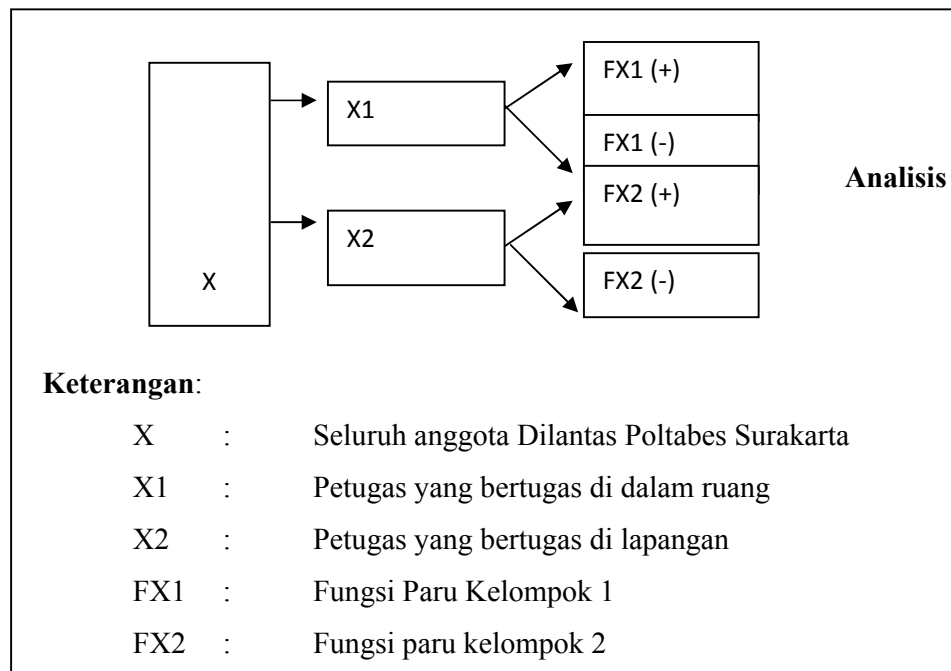 FX1 (+)
X1
FX1 (-)
Analisis
FX2 (+)
X2
X
FX2 (-)
Keterangan:
X : Seluruh anggota Dilantas Poltabes Surakarta
X1 : Petugas yang bertugas di dalam ruang
X2 : Petugas yang bertugas di lapangan
FX1 : Fungsi Paru Kelompok 1
FX2 : Fungsi paru kelompok 2